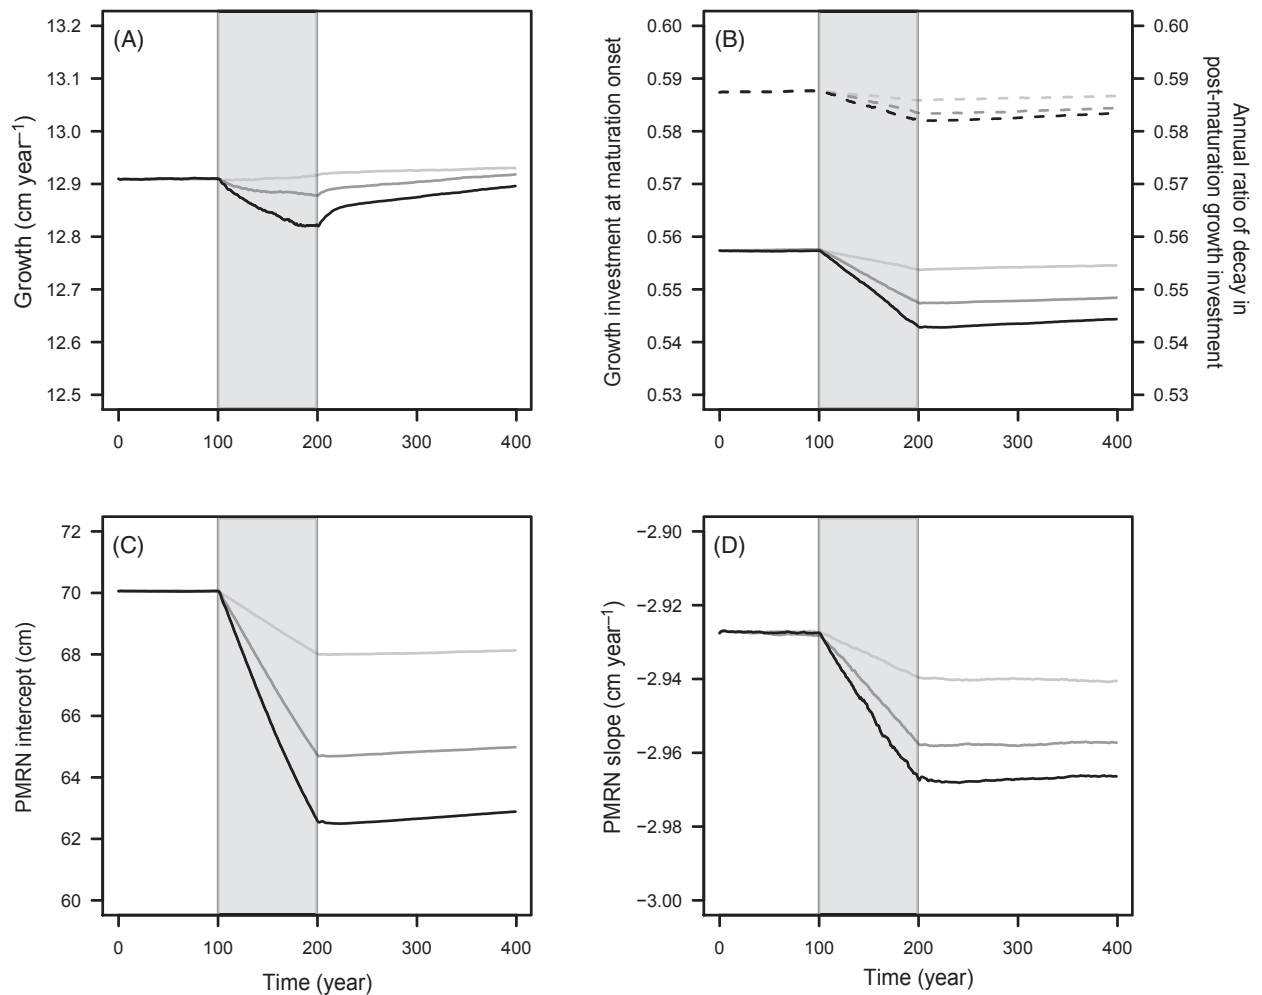 (A)
13.2
13.1
13.0
12.9
12.8
12.7
12.6
12.5
Growth (cm year⁻¹)
0 100 200 300 400
(B)
0.60
0.59
0.58
0.57
0.56
0.55
0.54
0.53
Growth investment at maturation onset
0.60
0.59
0.58
0.57
0.56
0.55
0.54
0.53
Annual ratio of decay in
post-maturation growth investment
0 100 200 300 400
(C)
72
70
68
66
64
62
60
PMRN intercept (cm)
0 100 200 300 400
Time (year)
(D)
−2.90
−2.92
−2.94
−2.96
−2.98
−3.00
PMRN slope (cm year⁻¹)
0 100 200 300 400
Time (year)